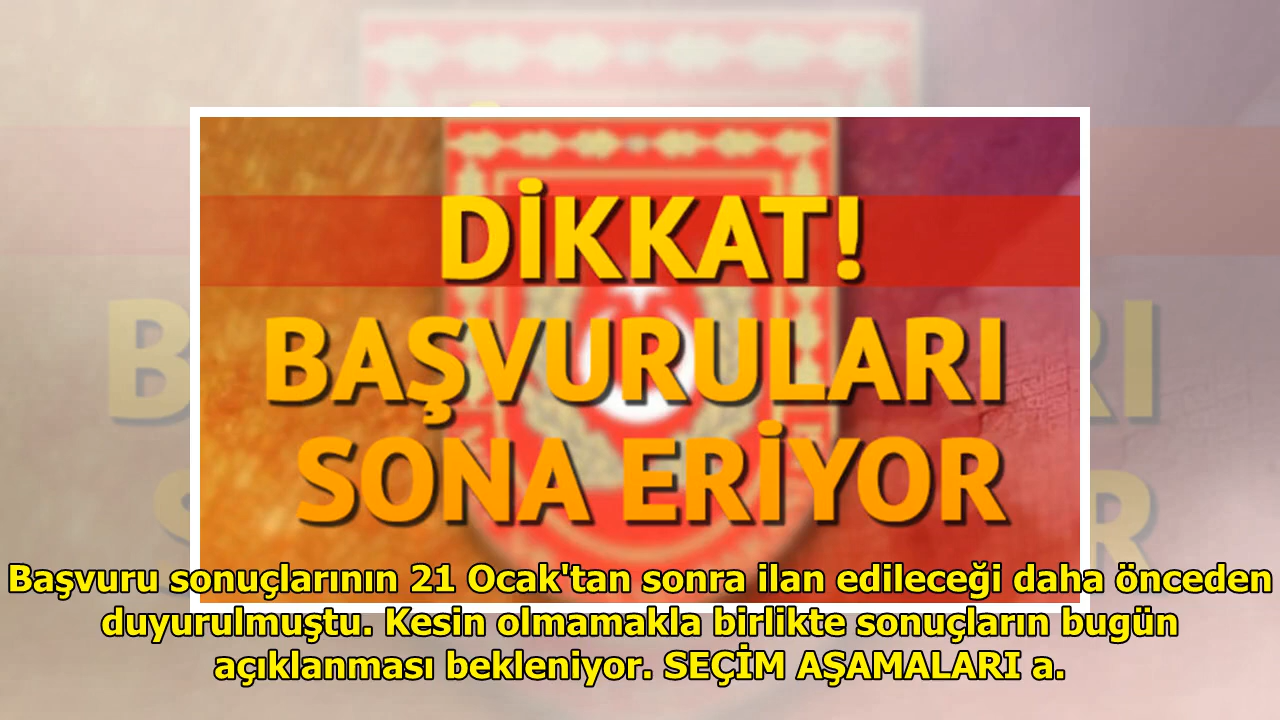 DİKKAT!
BAŞVURULARI
SONA ERİYOR
Başvuru sonuçlarının 21 Ocak'tan sonra ilan edileceği daha önceden
duyurulmuştu. Kesin olmamakla birlikte sonuçların bugün
açıklanması bekleniyor. SEÇİM AŞAMALARI a.